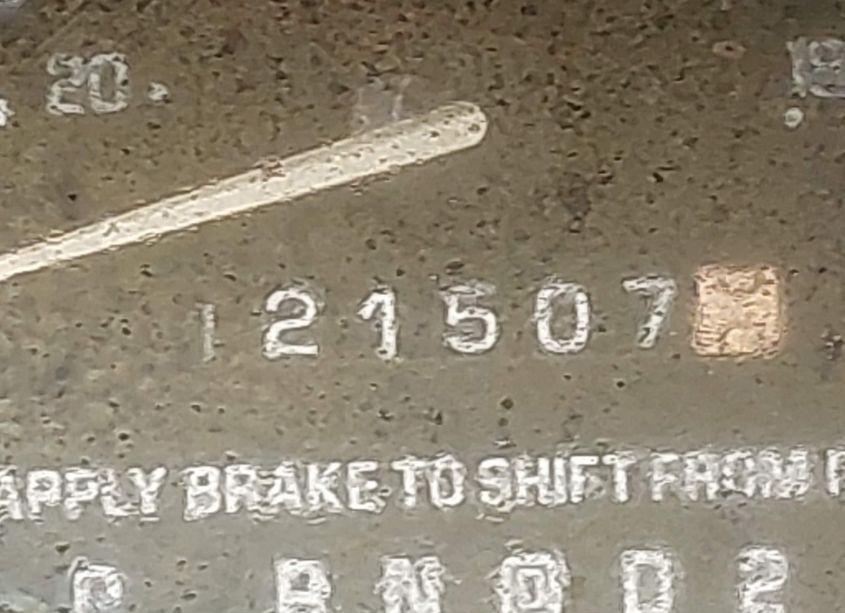 20
121507
APPLY BRAKE TO SHIFT FROM P
R N D 2